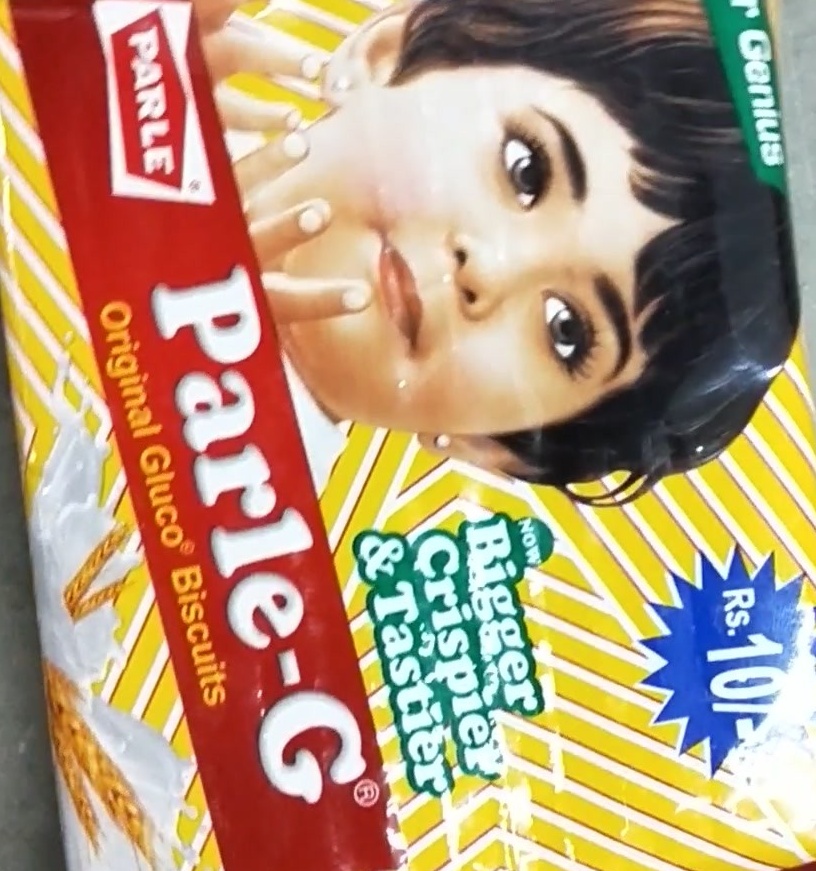 Genius
PARLE®
Parle-G®
Original Gluco® Biscuits
NOW
Bigger
Crispier
& Tastier
Rs. 10/-